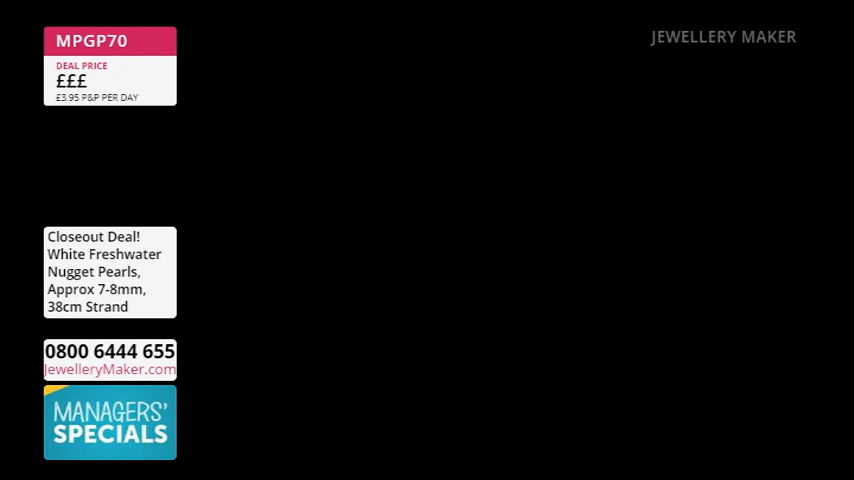 MPGP70
JEWELLERY MAKER
DEAL PRICE
£££
£3.95 P&P PER DAY
Closeout Deal!
White Freshwater
Nugget Pearls,
Approx 7-8mm,
38cm Strand
0800 6444 655
JewelleryMaker.com
MANAGERS'
SPECIALS